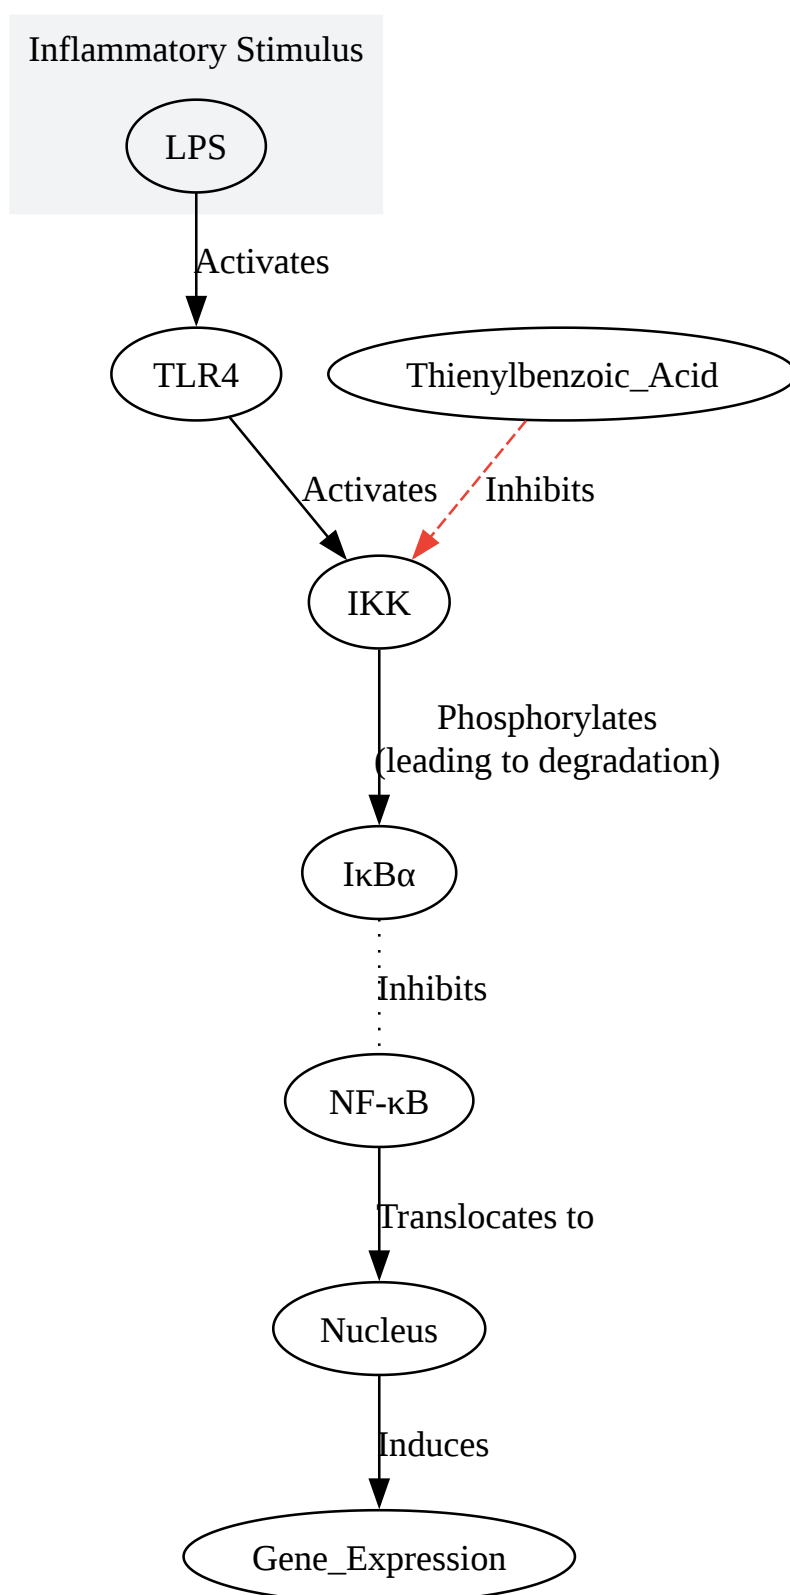 Inflammatory Stimulus
LPS
Activates
TLR4
Thienylbenzoic_Acid
Activates
Inhibits
IKK
Phosphorylates
(leading to degradation)
IκBα
Inhibits
NF-κB
Translocates to
Nucleus
Induces
Gene_Expression